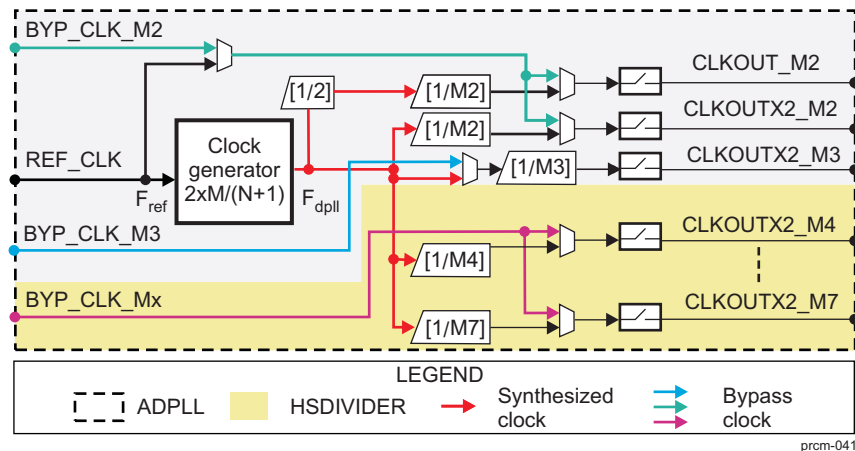 BYP_CLK_M2
CLKOUT_M2
[1/2]
[1/M2]
[1/M2]
CLKOUTX2_M2
REF_CLK
Clock
generator
2xM/(N+1)
[1/M3]
CLKOUTX2_M3
Fref
Fdpll
BYP_CLK_M3
[1/M4]
CLKOUTX2_M4
BYP_CLK_Mx
[1/M7]
CLKOUTX2_M7
LEGEND
ADPLL
HSDIVIDER
Synthesized
clock
Bypass
clock
prcm-041